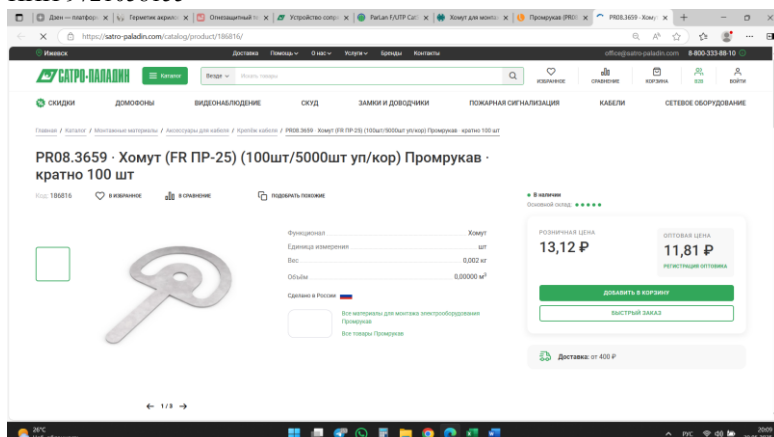 Дзен — платфор
Герметик акрило
Огнезащитный те
Устройство сопр
ParLan F/UTP Cat
Хомут для монта
Промрукав (PRO
PR08.3659 · Хому
https://satro-paladin.com/catalog/product/186816/
Ижевск Доставка Помощь О нас Услуги Бренды Контакты office@satro-paladin.com 8-800-333-88-10
САТРО-ПАЛАДИН Каталог Везде Искать товары ИЗБРАННОЕ СРАВНЕНИЕ КОРЗИНА B2B ВОЙТИ
СКИДКИ ДОМОФОНЫ ВИДЕОНАБЛЮДЕНИЕ СКУД ЗАМКИ И ДОВОДЧИКИ ПОЖАРНАЯ СИГНАЛИЗАЦИЯ КАБЕЛИ СЕТЕВОЕ ОБОРУДОВАНИЕ
Главная / Каталог / Монтажные материалы / Аксессуары для кабеля / Крепёж кабеля / PR08.3659 · Хомут (FR ПР-25) (100шт/5000шт уп/кор) Промрукав · кратно 100 шт
PR08.3659 · Хомут (FR ПР-25) (100шт/5000шт уп/кор) Промрукав ·
кратно 100 шт
Код: 186816 В ИЗБРАННОЕ В СРАВНЕНИЕ ПОДОБРАТЬ ПОХОЖИЕ
В наличии
Основной склад:
Функционал Хомут
Единица измерения шт
Вес 0,002 кг
Объём 0,00000 м³
Сделано в России
Все материалы для монтажа электрооборудования
Промрукав
Все товары Промрукав
РОЗНИЧНАЯ ЦЕНА
13,12 ₽
ОПТОВАЯ ЦЕНА
11,81 ₽
РЕГИСТРАЦИЯ ОПТОВИКА
ДОБАВИТЬ В КОРЗИНУ
БЫСТРЫЙ ЗАКАЗ
Доставка: от 400 ₽
← 1/3 →
26°C
РУС
20:09